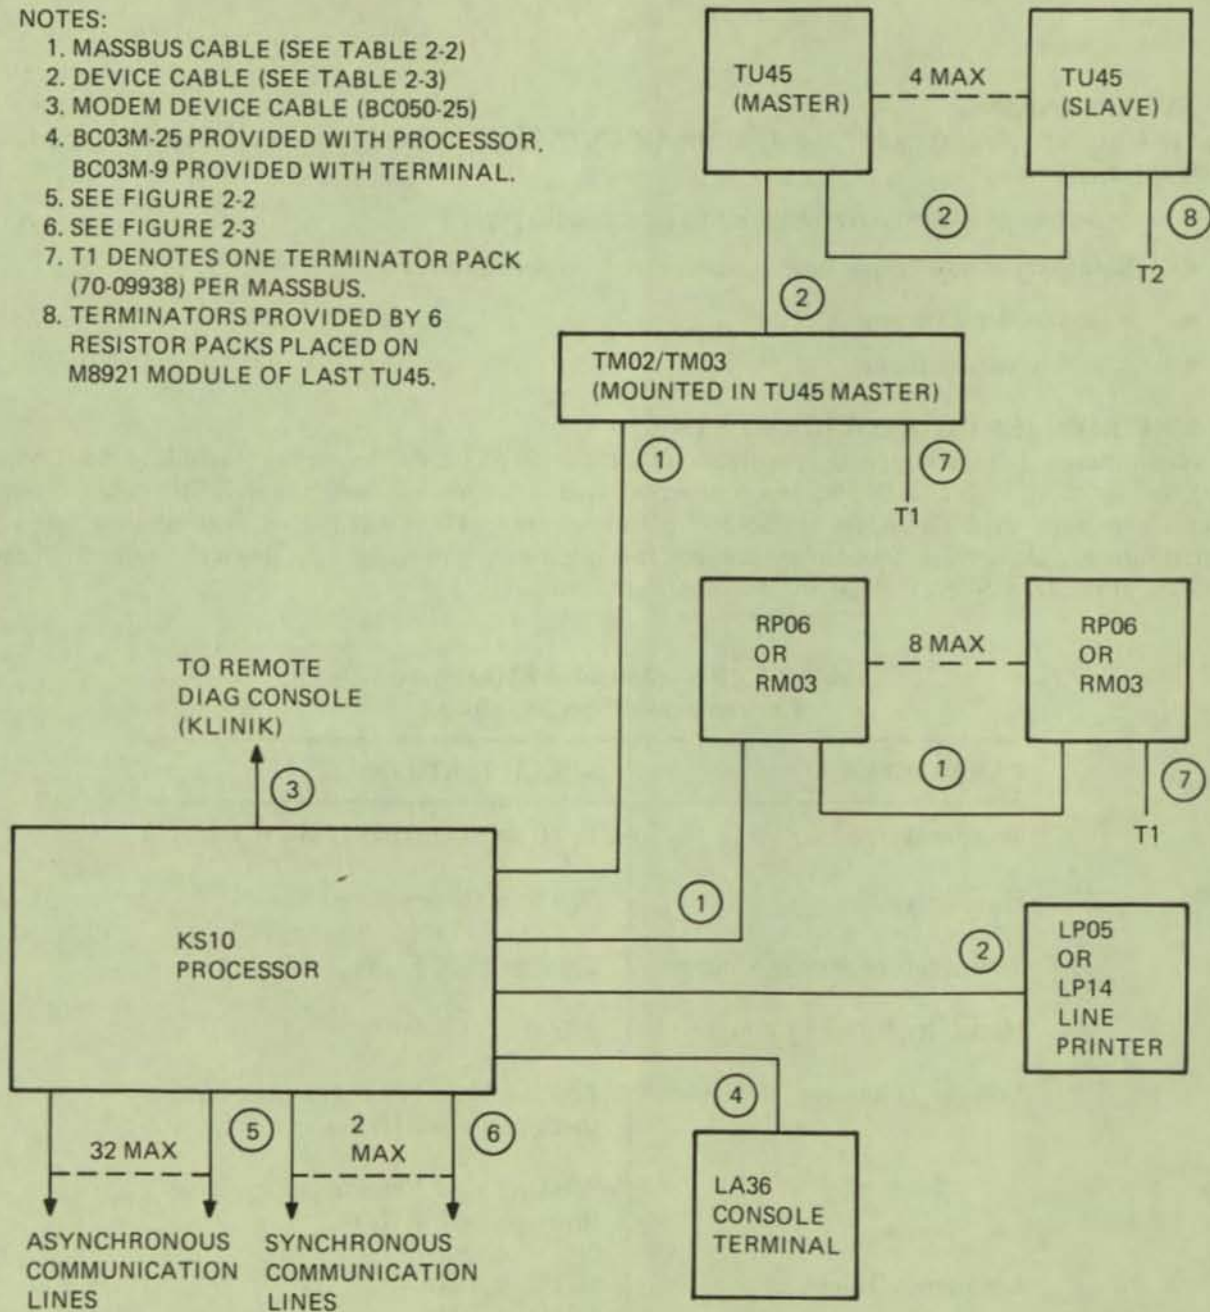 NOTES:
1. MASSBUS CABLE (SEE TABLE 2-2)
2. DEVICE CABLE (SEE TABLE 2-3)
3. MODEM DEVICE CABLE (BC050-25)
4. BC03M-25 PROVIDED WITH PROCESSOR.
BC03M-9 PROVIDED WITH TERMINAL.
5. SEE FIGURE 2-2
6. SEE FIGURE 2-3
7. T1 DENOTES ONE TERMINATOR PACK
(70-09938) PER MASSBUS.
8. TERMINATORS PROVIDED BY 6
RESISTOR PACKS PLACED ON
M8921 MODULE OF LAST TU45.
TU45
(MASTER)
4 MAX
TU45
(SLAVE)
2
8
T2
2
TM02/TM03
(MOUNTED IN TU45 MASTER)
1
7
T1
RP06
OR
RM03
8 MAX
RP06
OR
RM03
1
7
T1
TO REMOTE
DIAG CONSOLE
(KLINIK)
3
KS10
PROCESSOR
1
2
LP05
OR
LP14
LINE
PRINTER
4
LA36
CONSOLE
TERMINAL
32 MAX
5
2
MAX
6
ASYNCHRONOUS
COMMUNICATION
LINES
SYNCHRONOUS
COMMUNICATION
LINES